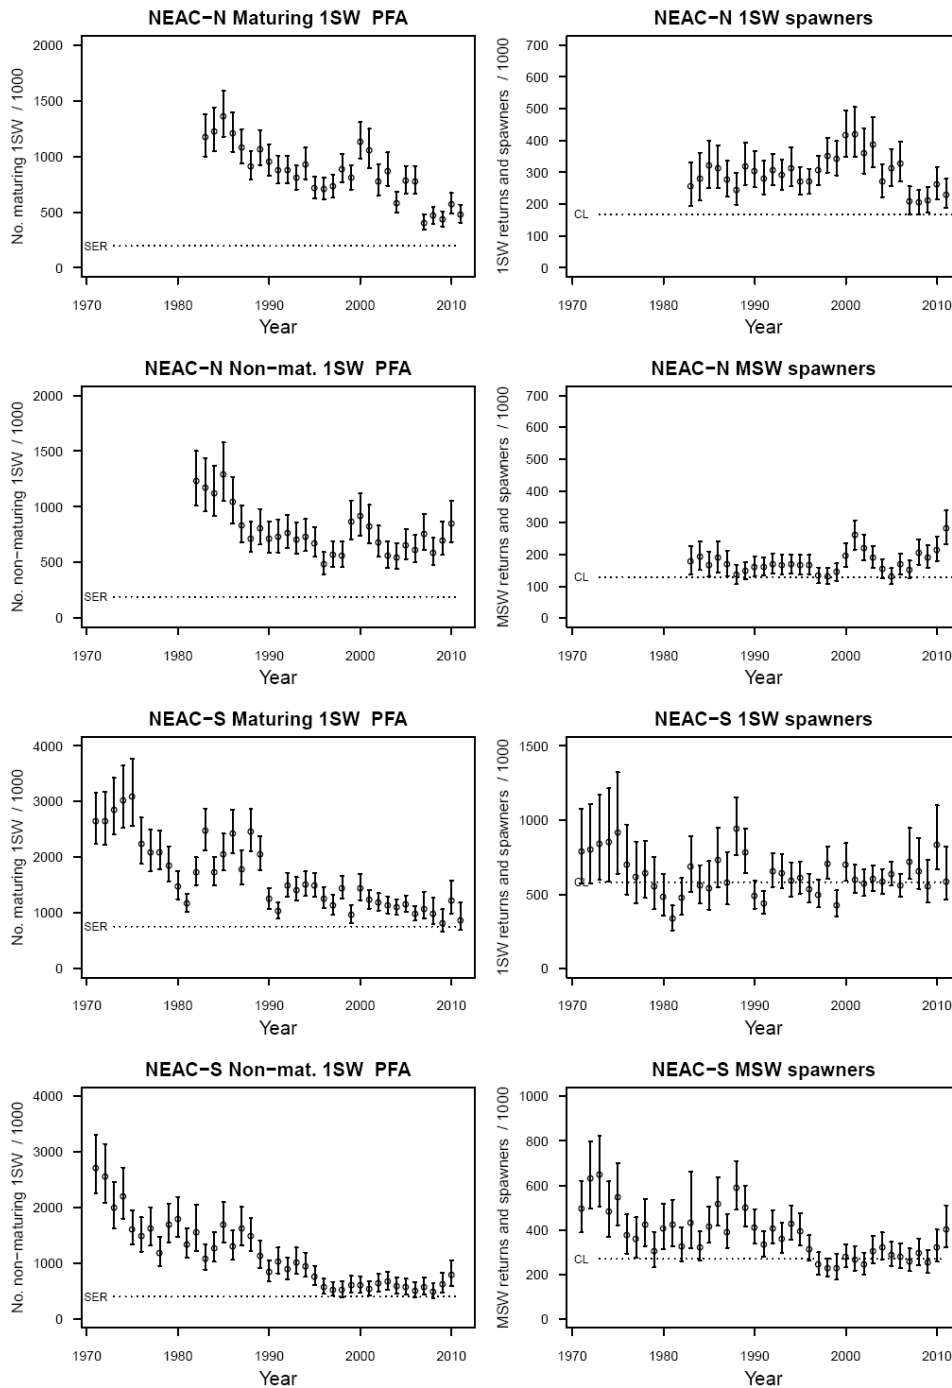 NEAC−N Maturing 1SW PFA
No. maturing 1SW / 1000
2000
1500
1000
500
0
SER
1970 1980 1990 2000 2010
Year
NEAC−N 1SW spawners
1SW returns and spawners / 1000
700
600
500
400
300
200
100
0
CL
1970 1980 1990 2000 2010
Year
NEAC−N Non−mat. 1SW PFA
No. non−maturing 1SW / 1000
2000
1500
1000
500
0
SER
1970 1980 1990 2000 2010
Year
NEAC−N MSW spawners
MSW returns and spawners / 1000
700
600
500
400
300
200
100
0
CL
1970 1980 1990 2000 2010
Year
NEAC−S Maturing 1SW PFA
No. maturing 1SW / 1000
4000
3000
2000
1000
0
SER
1970 1980 1990 2000 2010
Year
NEAC−S 1SW spawners
1SW returns and spawners / 1000
1500
1000
500
0
CL
1970 1980 1990 2000 2010
Year
NEAC−S Non−mat. 1SW PFA
No. non−maturing 1SW / 1000
4000
3000
2000
1000
0
SER
1970 1980 1990 2000 2010
Year
NEAC−S MSW spawners
MSW returns and spawners / 1000
1000
800
600
400
200
0
CL
1970 1980 1990 2000 2010
Year